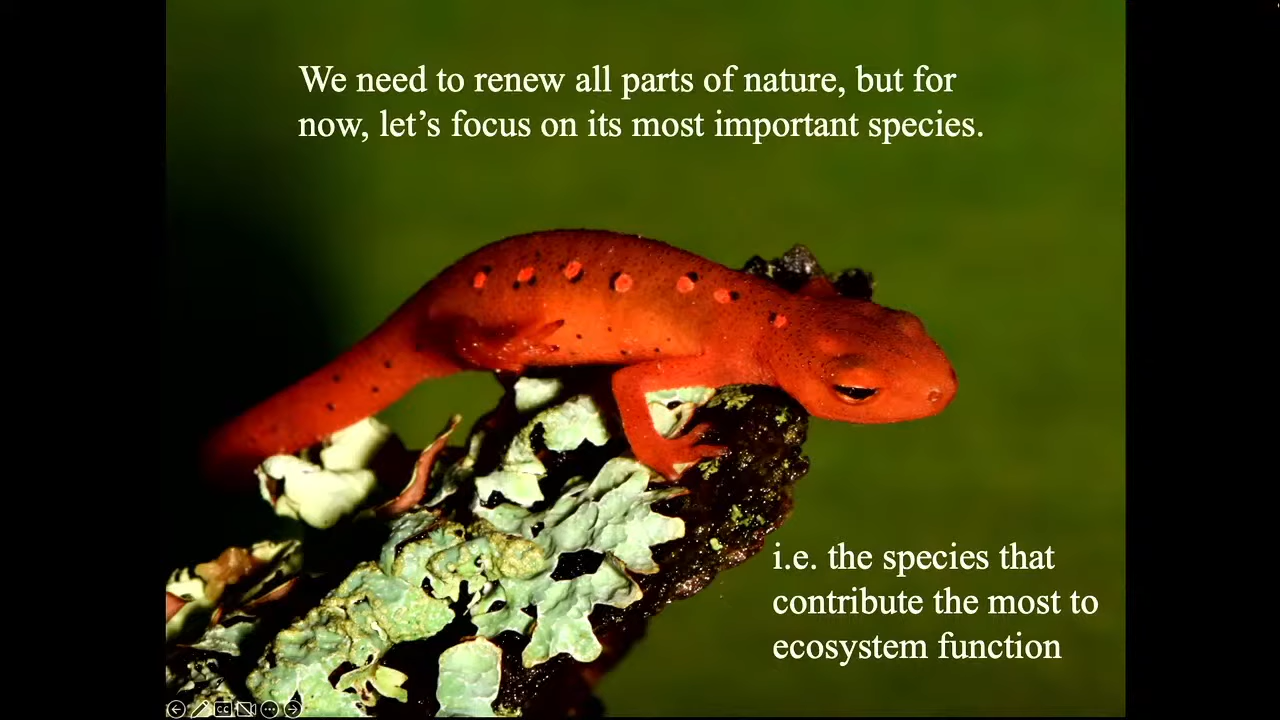 We need to renew all parts of nature, but for
now, let’s focus on its most important species.
i.e. the species that
contribute the most to
ecosystem function
CC